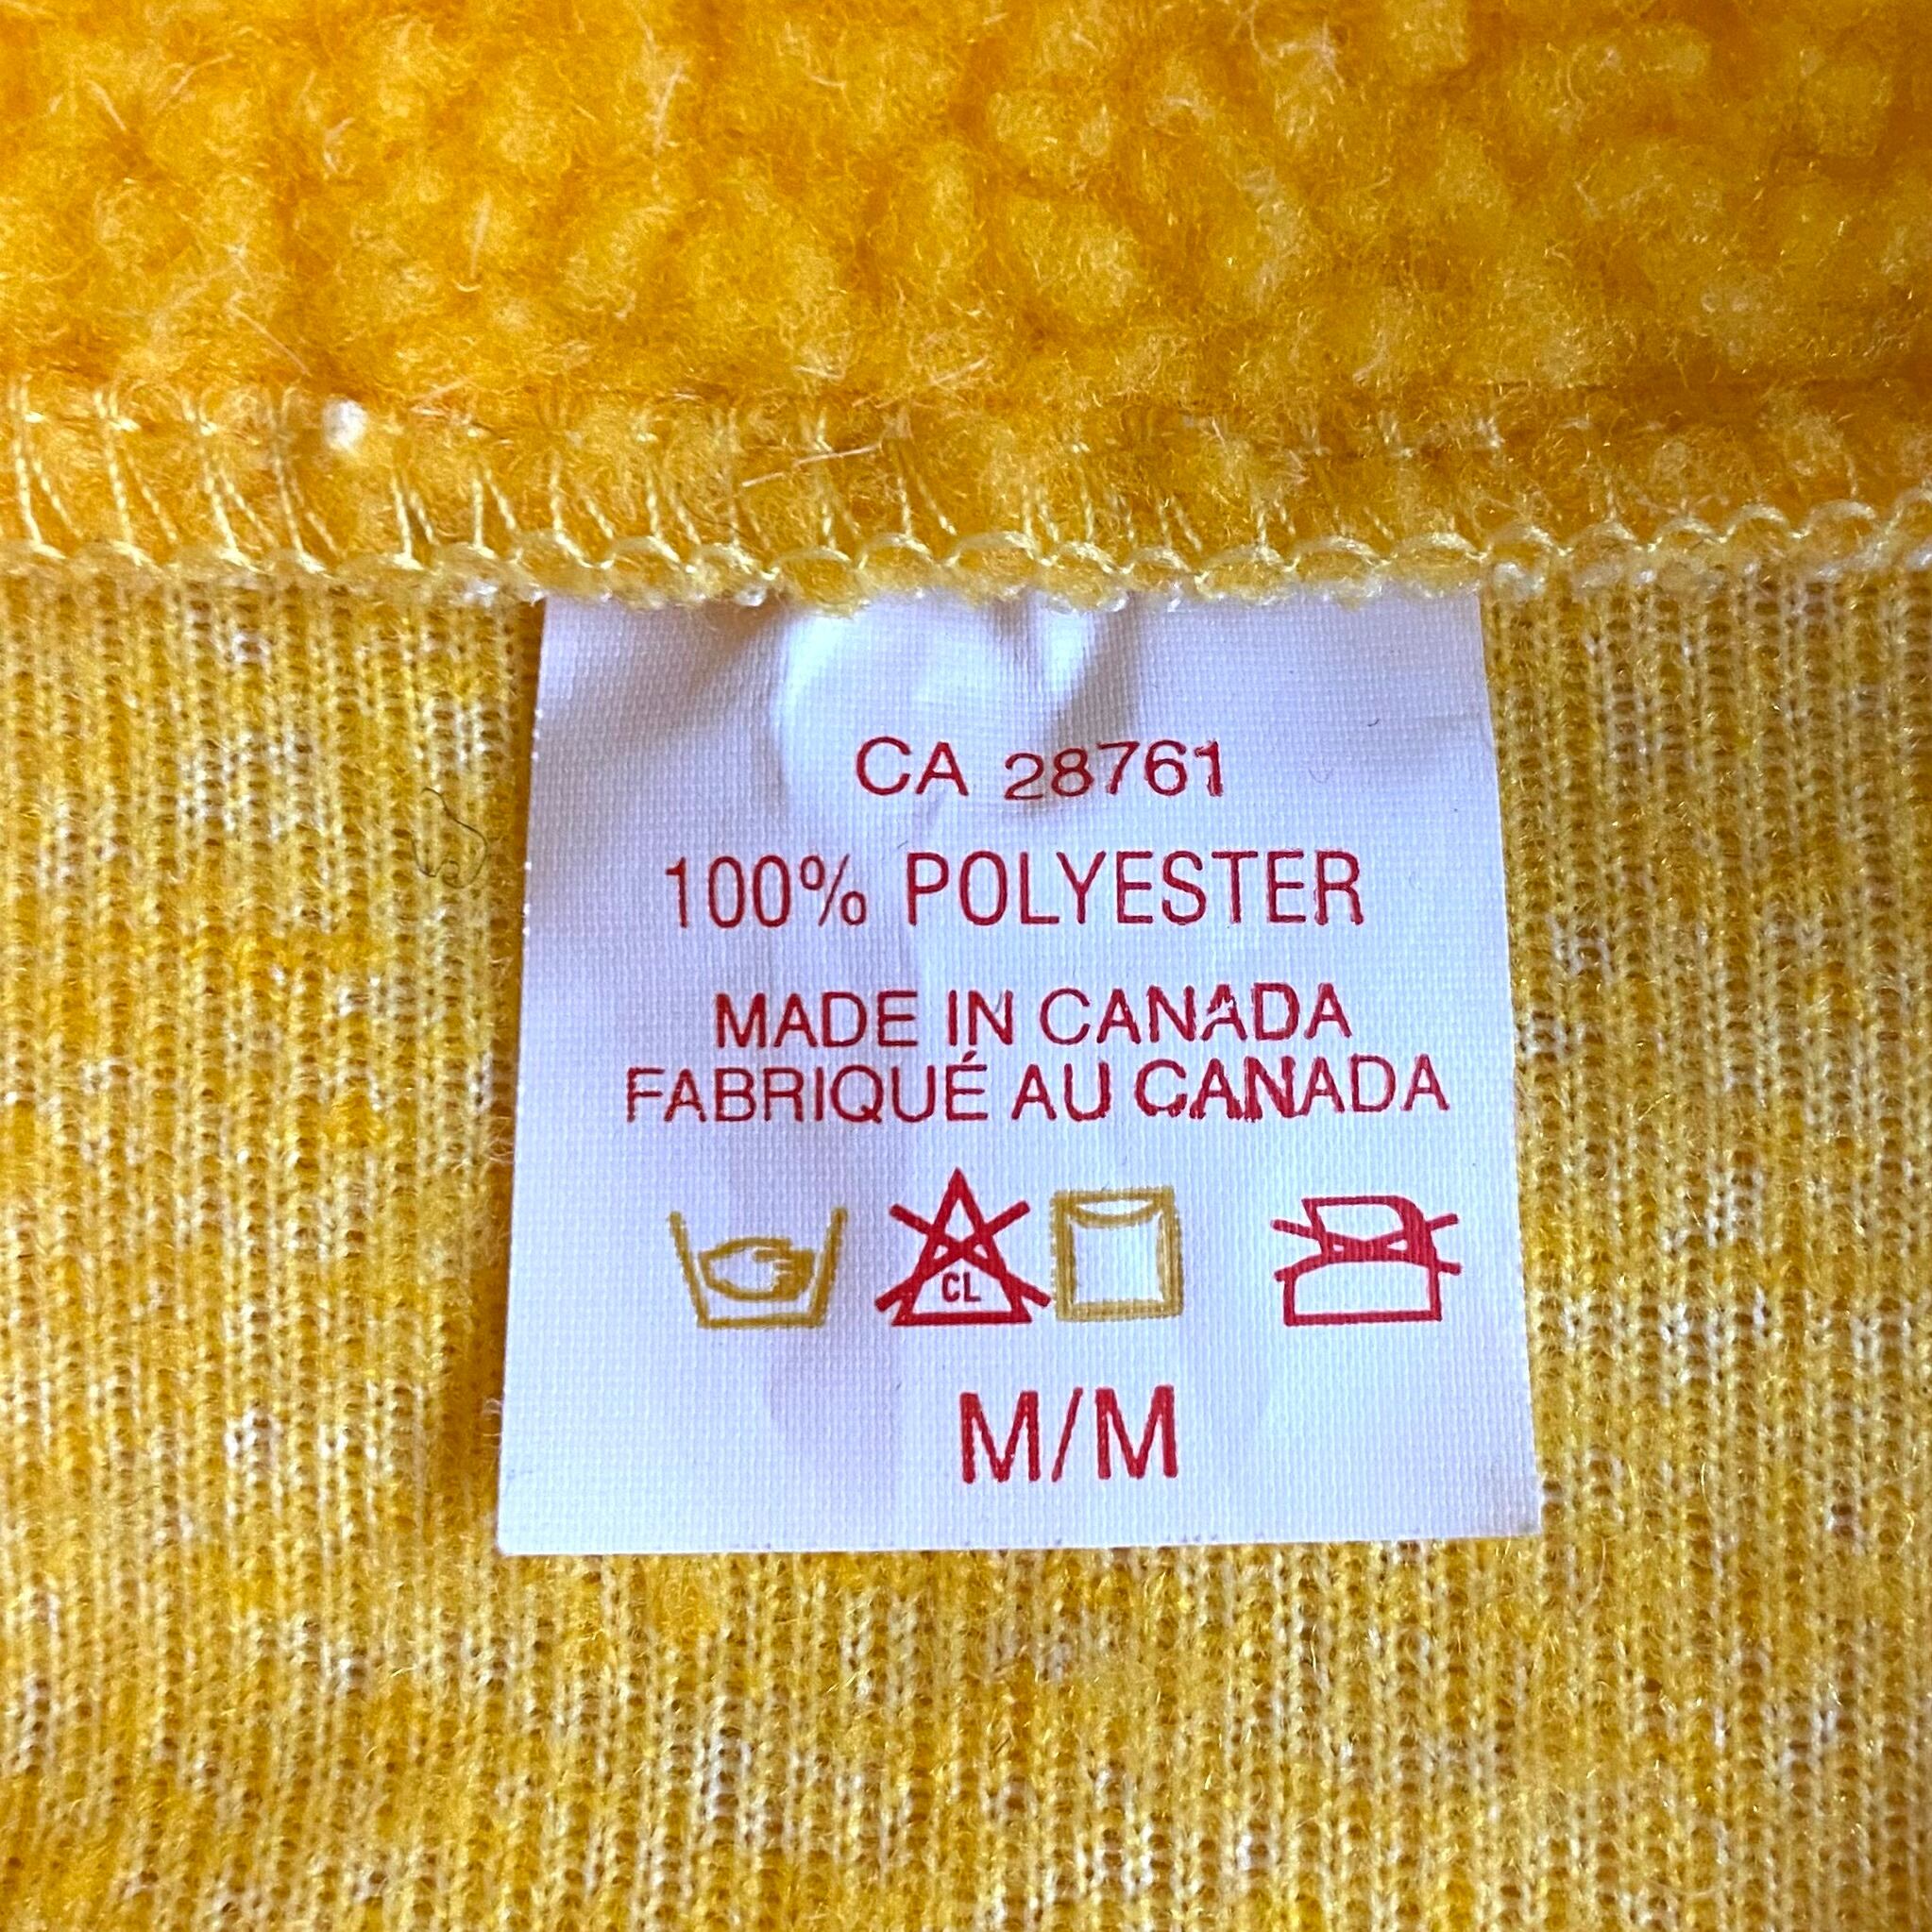 CA 28761
100% POLYESTER
MADE IN CANADA
FABRIQUÉ AU CANADA
CL
M/M